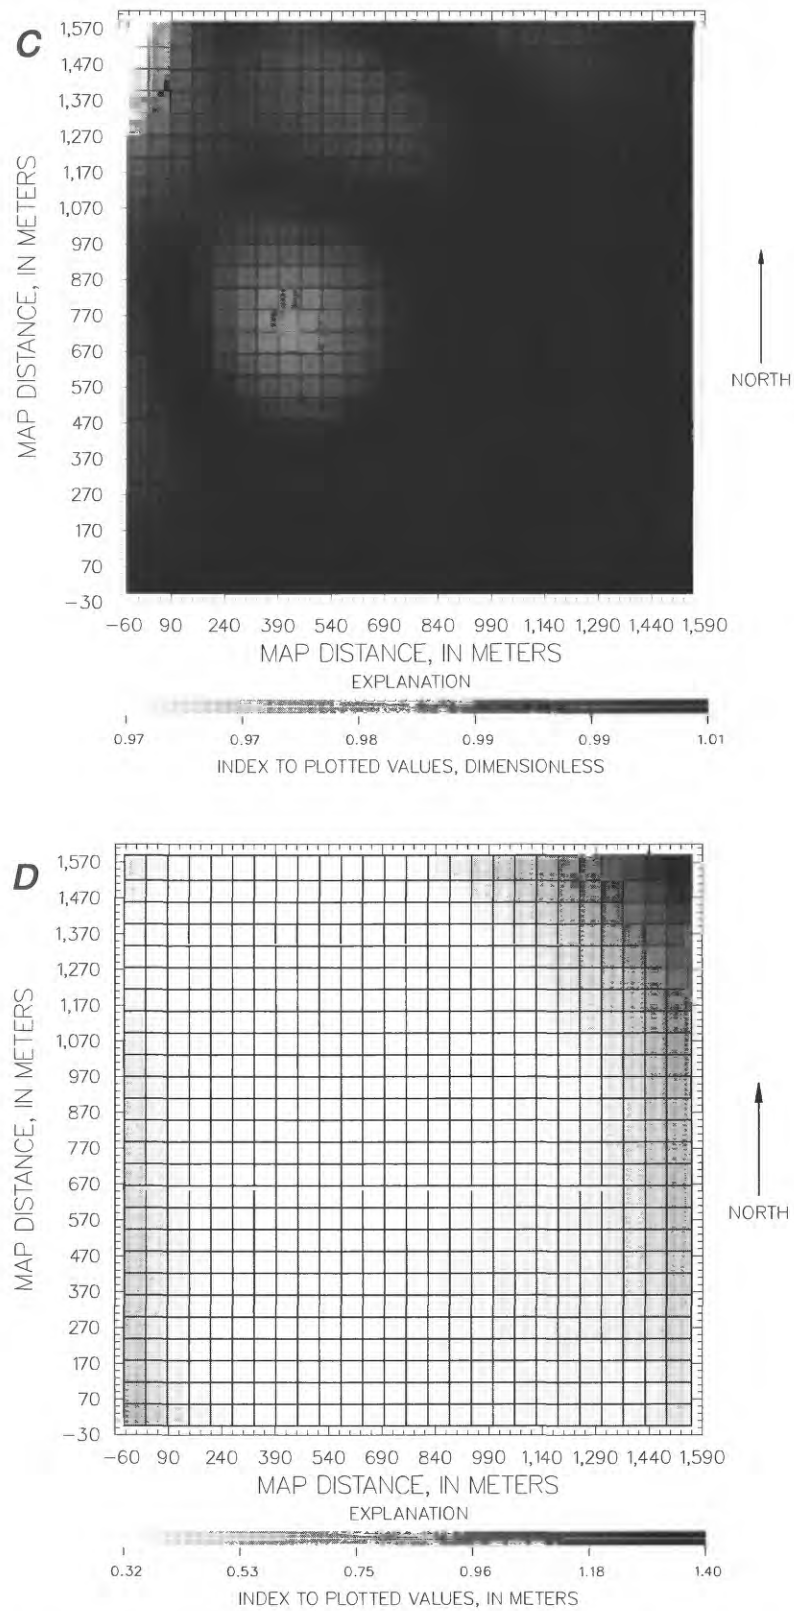 C
1,570
1,470
1,370
1,270
1,170
1,070
970
870
770
670
570
470
370
270
170
70
−30
MAP DISTANCE, IN METERS
NORTH
−60 90 240 390 540 690 840 990 1,140 1,290 1,440 1,590
MAP DISTANCE, IN METERS
EXPLANATION
0.97 0.97 0.98 0.99 0.99 1.01
INDEX TO PLOTTED VALUES, DIMENSIONLESS
D
1,570
1,470
1,370
1,270
1,170
1,070
970
870
770
670
570
470
370
270
170
70
−30
MAP DISTANCE, IN METERS
NORTH
−60 90 240 390 540 690 840 990 1,140 1,290 1,440 1,590
MAP DISTANCE, IN METERS
EXPLANATION
0.32 0.53 0.75 0.96 1.18 1.40
INDEX TO PLOTTED VALUES, IN METERS